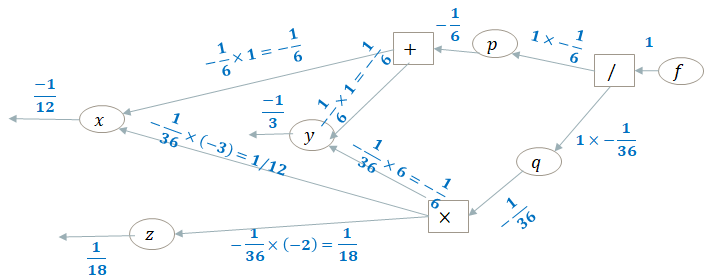 1
f
/
1 × - 1/6
p
- 1/6
+
- 1/6 × 1 = - 1/6
- 1/6 × 1 = - 1/6
-1/12
x
-1/3
y
1 × - 1/36
q
- 1/36
×
- 1/36 × 6 = - 1/6
- 1/36 × (-3) = 1/12
z
- 1/36 × (-2) = 1/18
1/18